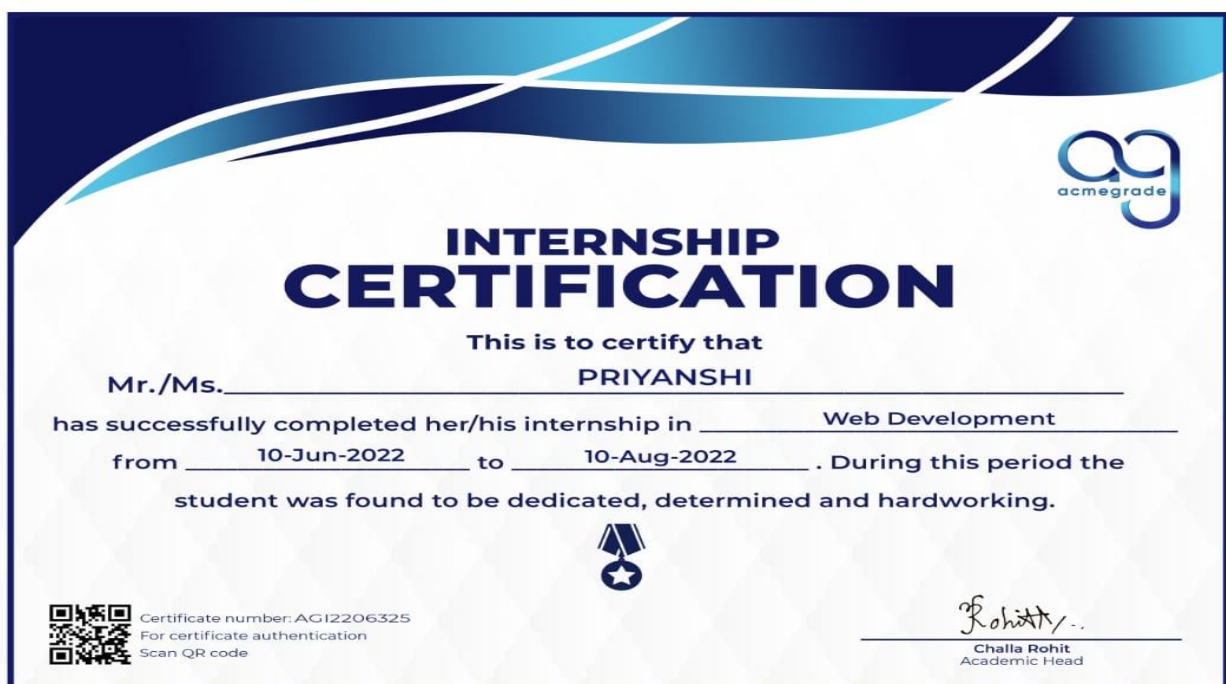 acmegrade
INTERNSHIP
CERTIFICATION
This is to certify that
Mr./Ms. PRIYANSHI
has successfully completed her/his internship in Web Development
from 10-Jun-2022 to 10-Aug-2022 . During this period the
student was found to be dedicated, determined and hardworking.
Certificate number: AGI2206325
For certificate authentication
Scan QR code
Rohit
Challa Rohit
Academic Head